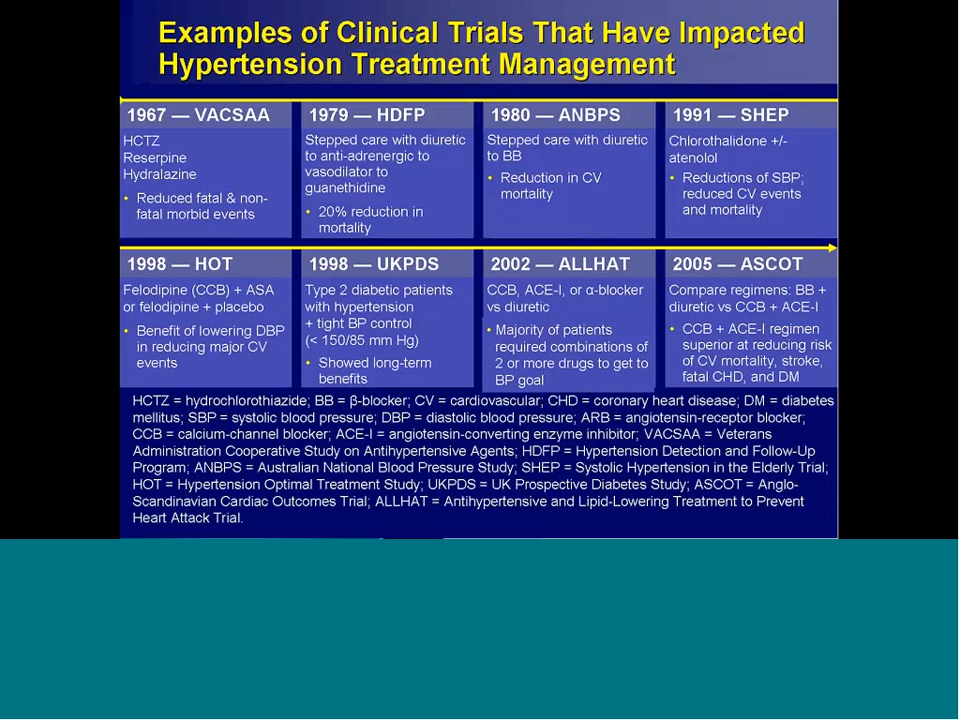 Examples of Clinical Trials That Have Impacted
Hypertension Treatment Management
1967 — VACSAA
HCTZ
Reserpine
Hydralazine
• Reduced fatal & non-
fatal morbid events
1979 — HDFP
Stepped care with diuretic
to anti-adrenergic to
vasodilator to
guanethidine
• 20% reduction in
mortality
1980 — ANBPS
Stepped care with diuretic
to BB
• Reduction in CV
mortality
1991 — SHEP
Chlorothalidone +/-
atenolol
• Reductions of SBP;
reduced CV events
and mortality
1998 — HOT
Felodipine (CCB) + ASA
or felodipine + placebo
• Benefit of lowering DBP
in reducing major CV
events
1998 — UKPDS
Type 2 diabetic patients
with hypertension
+ tight BP control
(< 150/85 mm Hg)
• Showed long-term
benefits
2002 — ALLHAT
CCB, ACE-I, or α-blocker
vs diuretic
• Majority of patients
required combinations of
2 or more drugs to get to
BP goal
2005 — ASCOT
Compare regimens: BB +
diuretic vs CCB + ACE-I
• CCB + ACE-I regimen
superior at reducing risk
of CV mortality, stroke,
fatal CHD, and DM
HCTZ = hydrochlorothiazide; BB = β-blocker; CV = cardiovascular; CHD = coronary heart disease; DM = diabetes
mellitus; SBP = systolic blood pressure; DBP = diastolic blood pressure; ARB = angiotensin-receptor blocker;
CCB = calcium-channel blocker; ACE-I = angiotensin-converting enzyme inhibitor; VACSAA = Veterans
Administration Cooperative Study on Antihypertensive Agents; HDFP = Hypertension Detection and Follow-Up
Program; ANBPS = Australian National Blood Pressure Study; SHEP = Systolic Hypertension in the Elderly Trial;
HOT = Hypertension Optimal Treatment Study; UKPDS = UK Prospective Diabetes Study; ASCOT = Anglo-
Scandinavian Cardiac Outcomes Trial; ALLHAT = Antihypertensive and Lipid-Lowering Treatment to Prevent
Heart Attack Trial.